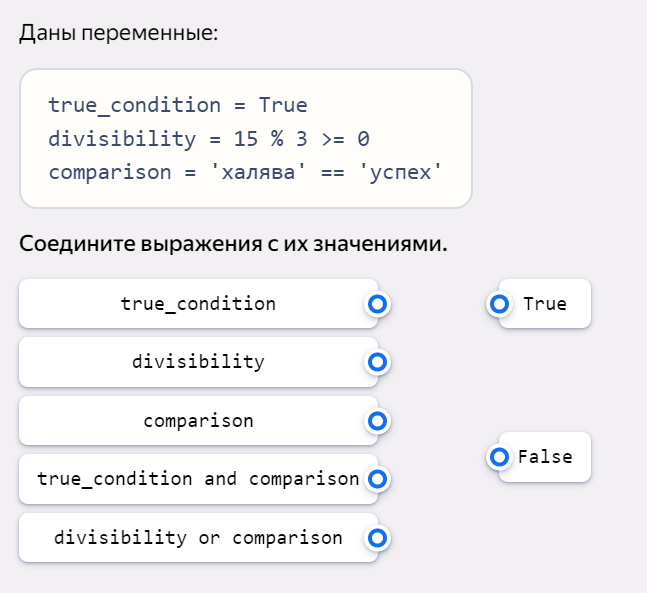 Даны переменные:
true_condition = True
divisibility = 15 % 3 >= 0
comparison = 'халява' == 'успех'
Соедините выражения с их значениями.
true_condition
True
divisibility
comparison
False
true_condition and comparison
divisibility or comparison